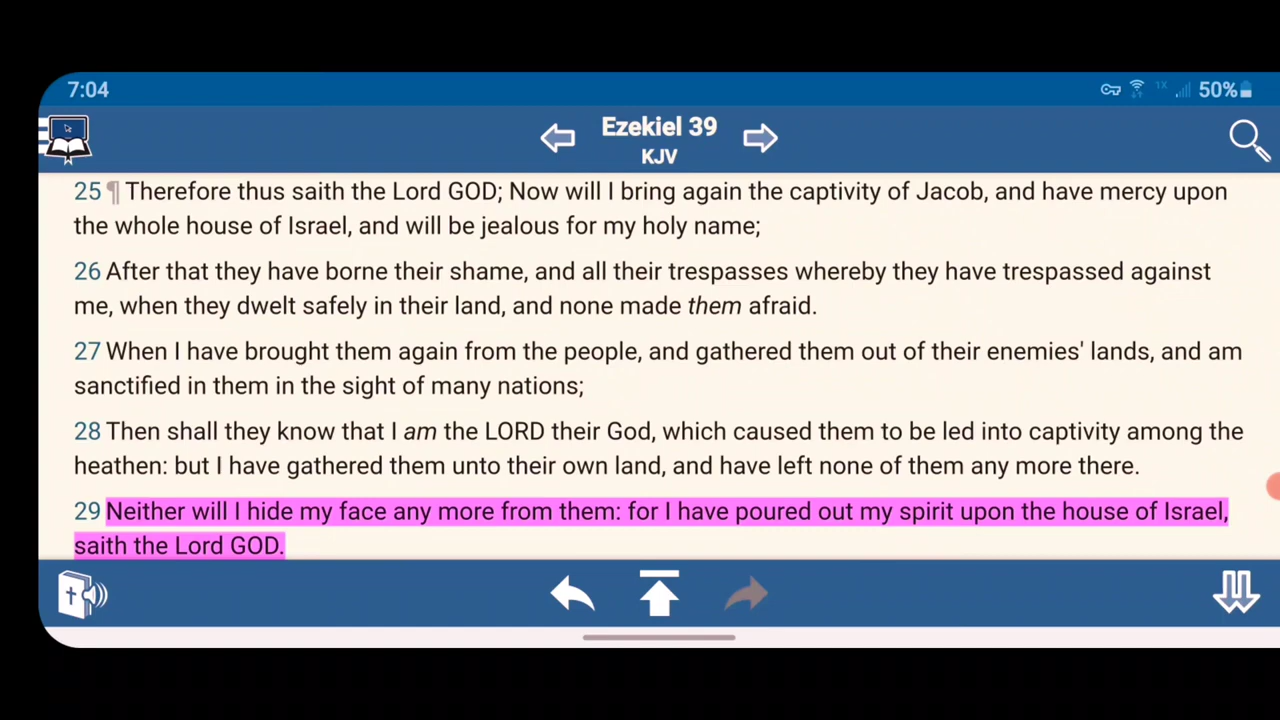 7:04 1X 50%
Ezekiel 39
KJV
25 ¶ Therefore thus saith the Lord GOD; Now will I bring again the captivity of Jacob, and have mercy upon
the whole house of Israel, and will be jealous for my holy name;
26 After that they have borne their shame, and all their trespasses whereby they have trespassed against
me, when they dwelt safely in their land, and none made them afraid.
27 When I have brought them again from the people, and gathered them out of their enemies' lands, and am
sanctified in them in the sight of many nations;
28 Then shall they know that I am the LORD their God, which caused them to be led into captivity among the
heathen: but I have gathered them unto their own land, and have left none of them any more there.
29 Neither will I hide my face any more from them: for I have poured out my spirit upon the house of Israel,
saith the Lord GOD.